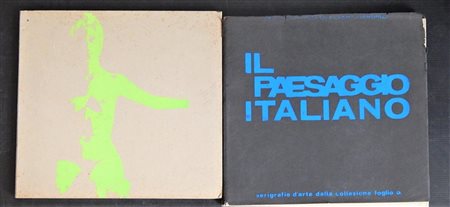 IL
PAESAGGIO
ITALIANO
serigrafie d'arte dalla collezione foglio